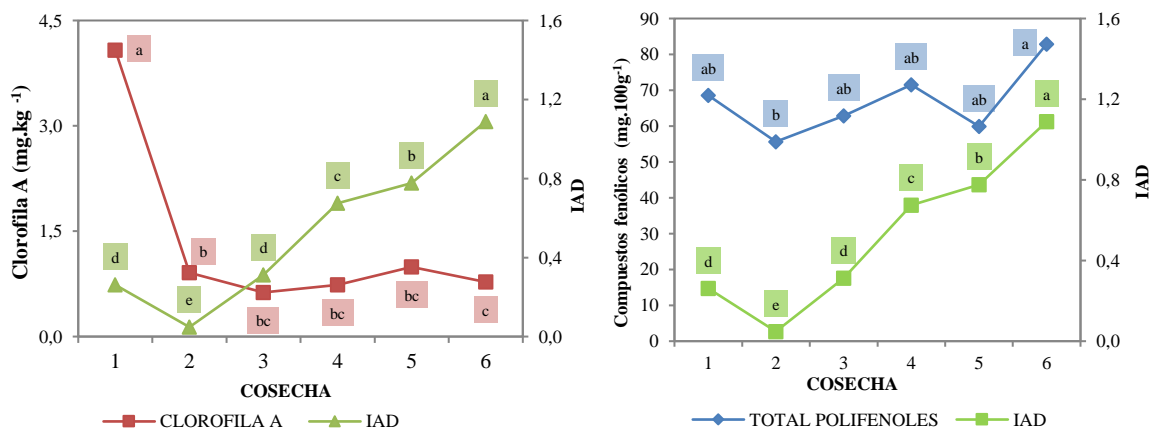 4,5
3,0
1,5
0,0
Clorofila A (mg.kg -1)
1,6
1,2
0,8
0,4
0,0
IAD
a
b
bc
bc
bc
c
d
e
d
c
b
a
1 2 3 4 5 6
COSECHA
CLOROFILA A IAD
90
80
70
60
50
40
30
20
10
0
Compuestos fenólicos (mg.100g-1)
1,6
1,2
0,8
0,4
0,0
IAD
ab
b
ab
ab
ab
a
d
e
d
c
b
a
1 2 3 4 5 6
COSECHA
TOTAL POLIFENOLES IAD